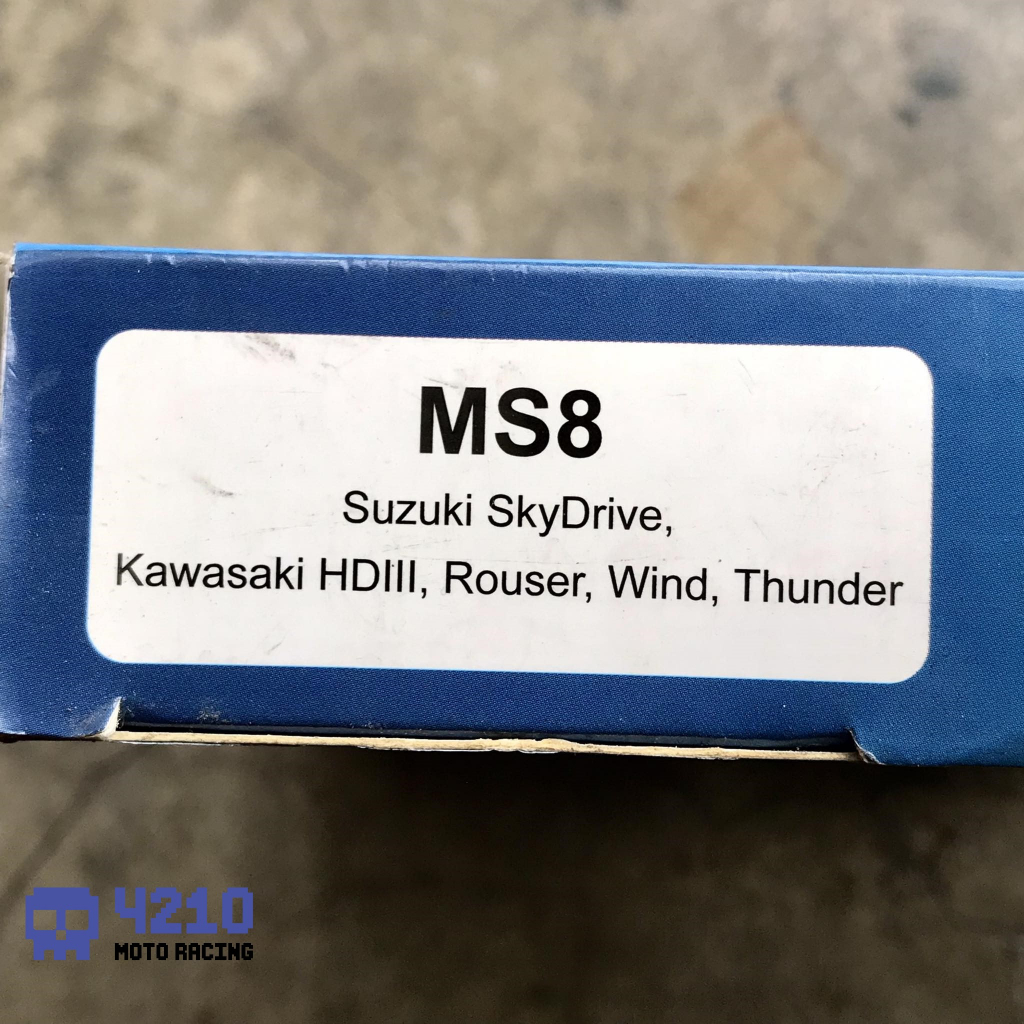 MS8
Suzuki SkyDrive,
Kawasaki HDIII, Rouser, Wind, Thunder
4210
MOTO RACING